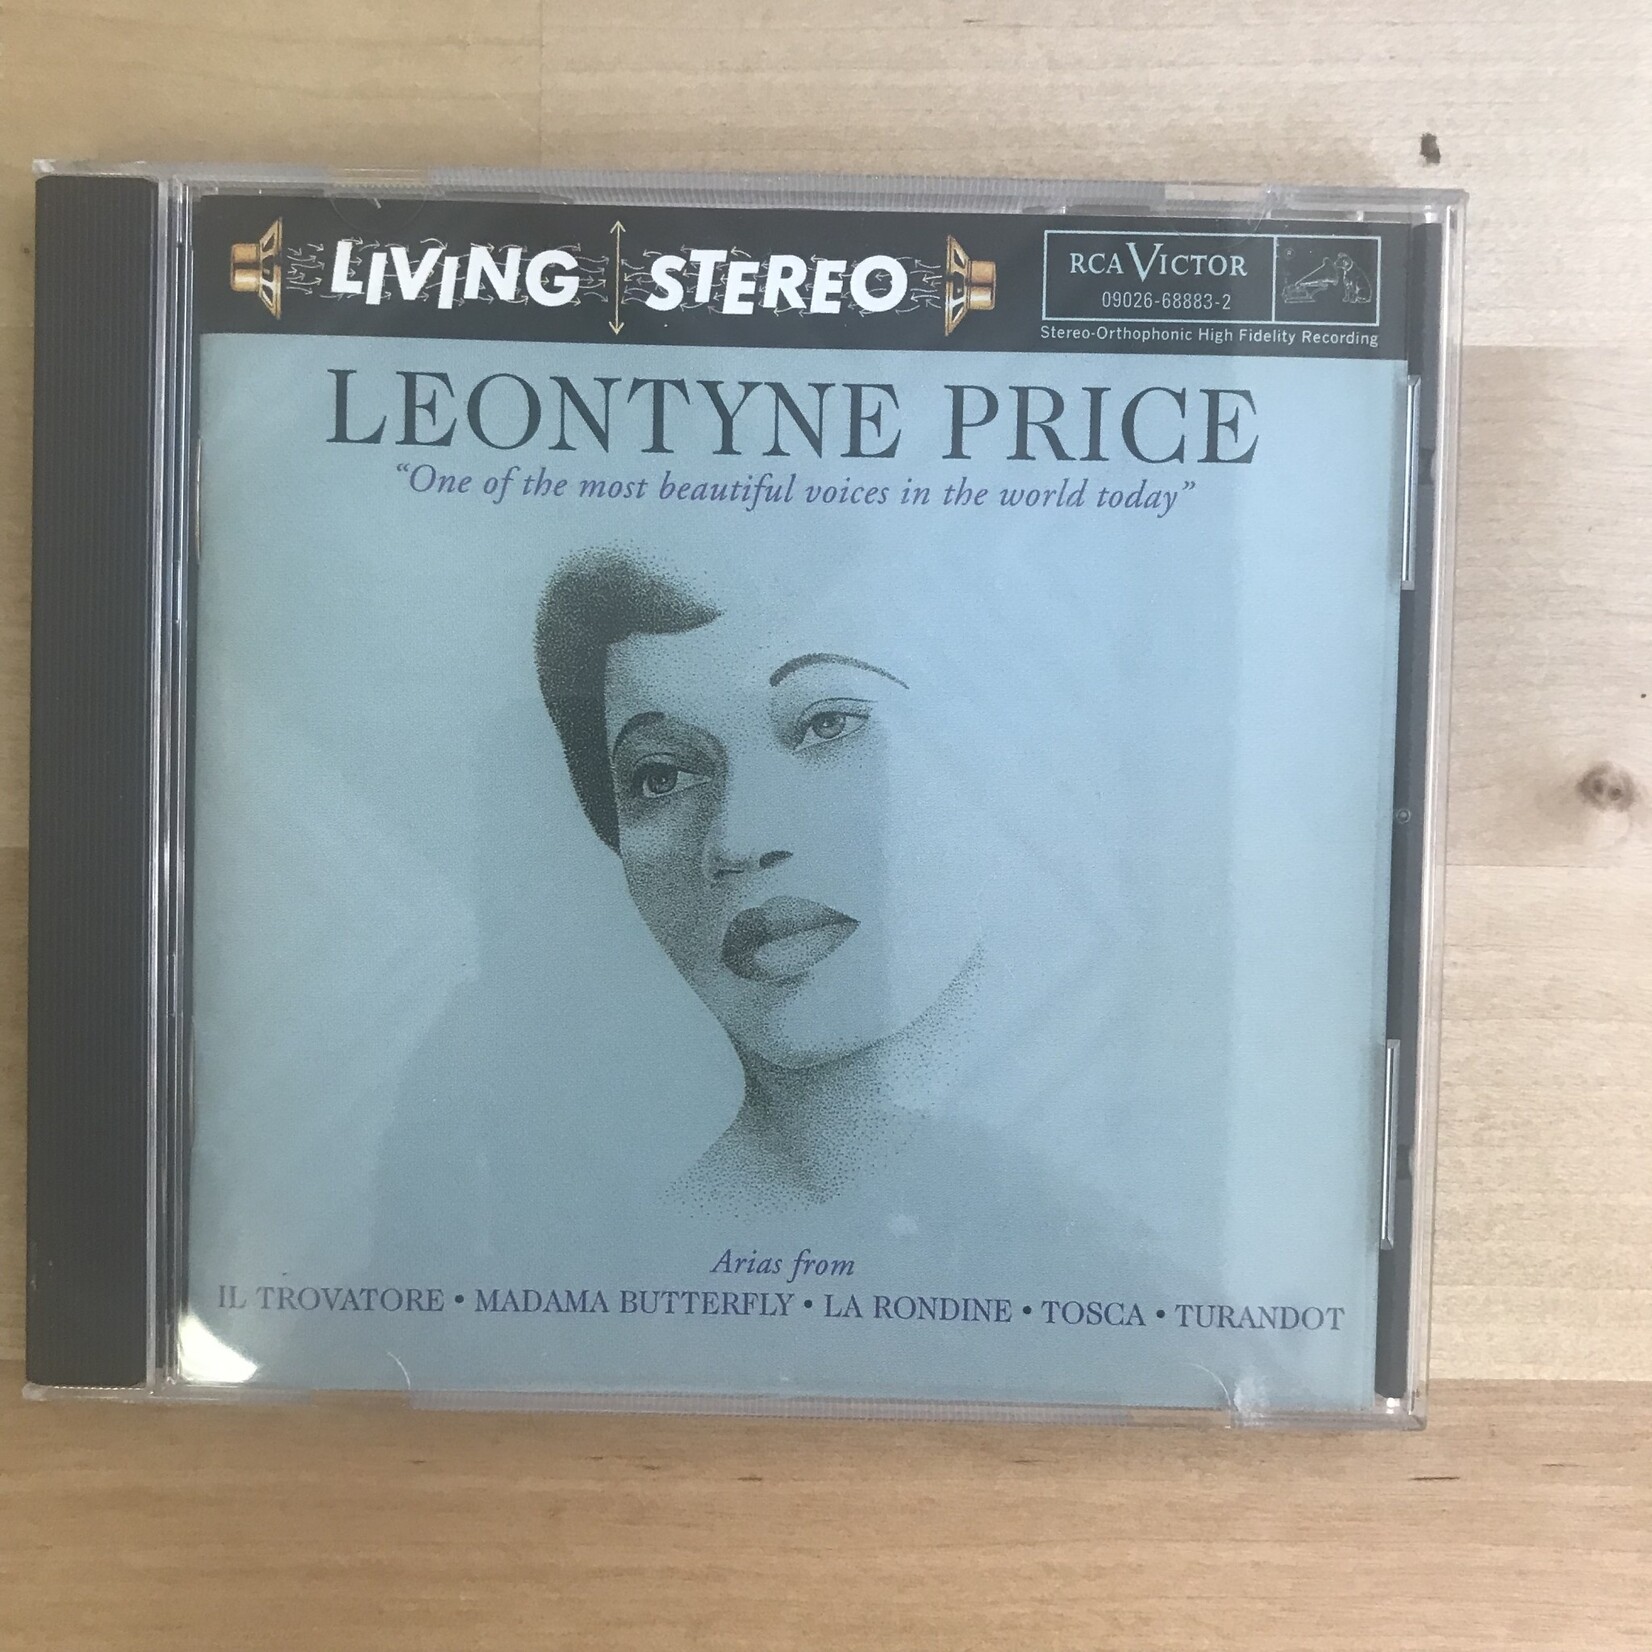 LIVING STEREO
RCA VICTOR
09026-68883-2
Stereo-Orthophonic High Fidelity Recording
LEONTYNE PRICE
“One of the most beautiful voices in the world today”
Arias from
IL TROVATORE • MADAMA BUTTERFLY • LA RONDINE • TOSCA • TURANDOT